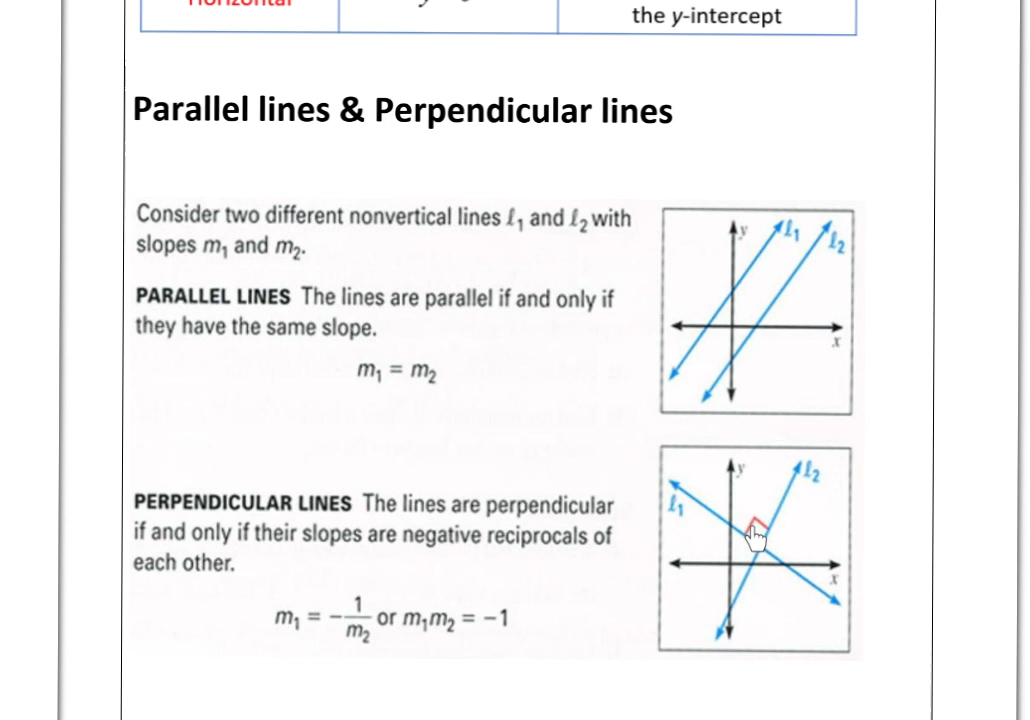 Horizontal
the y-intercept
Parallel lines & Perpendicular lines
Consider two different nonvertical lines ℓ₁ and ℓ₂ with
slopes m₁ and m₂.
PARALLEL LINES The lines are parallel if and only if
they have the same slope.
m₁ = m₂
y
ℓ₁
ℓ₂
x
PERPENDICULAR LINES The lines are perpendicular
if and only if their slopes are negative reciprocals of
each other.
m₁ = -1/m₂ or m₁m₂ = -1
y
ℓ₂
ℓ₁
x